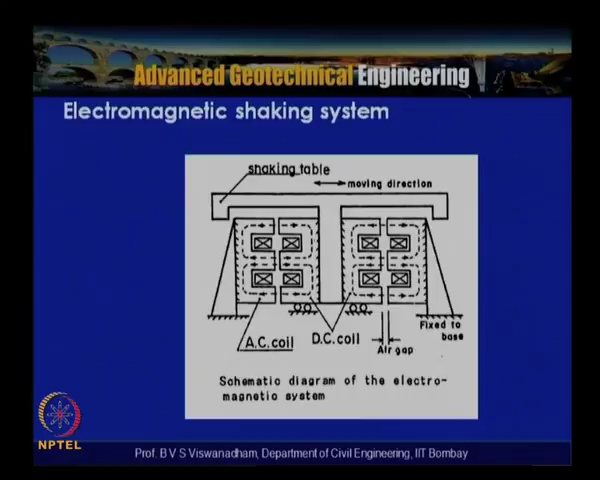 Advanced Geotechnical Engineering
Electromagnetic shaking system
shaking table
moving direction
A.C. coil
D.C. coil
Air gap
Fixed to
base
Schematic diagram of the electro-
magnetic system
NPTEL
Prof. B V S Viswanadham, Department of Civil Engineering, IIT Bombay